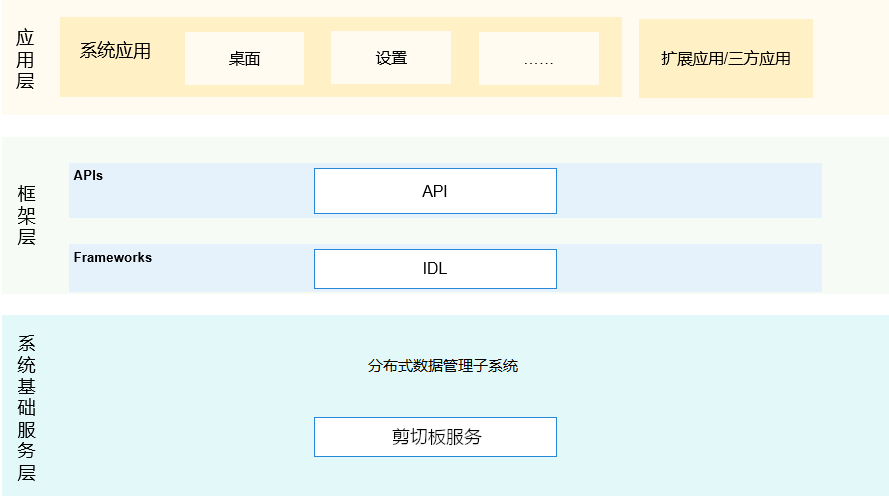 应用层
系统应用
桌面
设置
……
扩展应用/三方应用
框架层
APIs
API
Frameworks
IDL
系统基础服务层
分布式数据管理子系统
剪切板服务